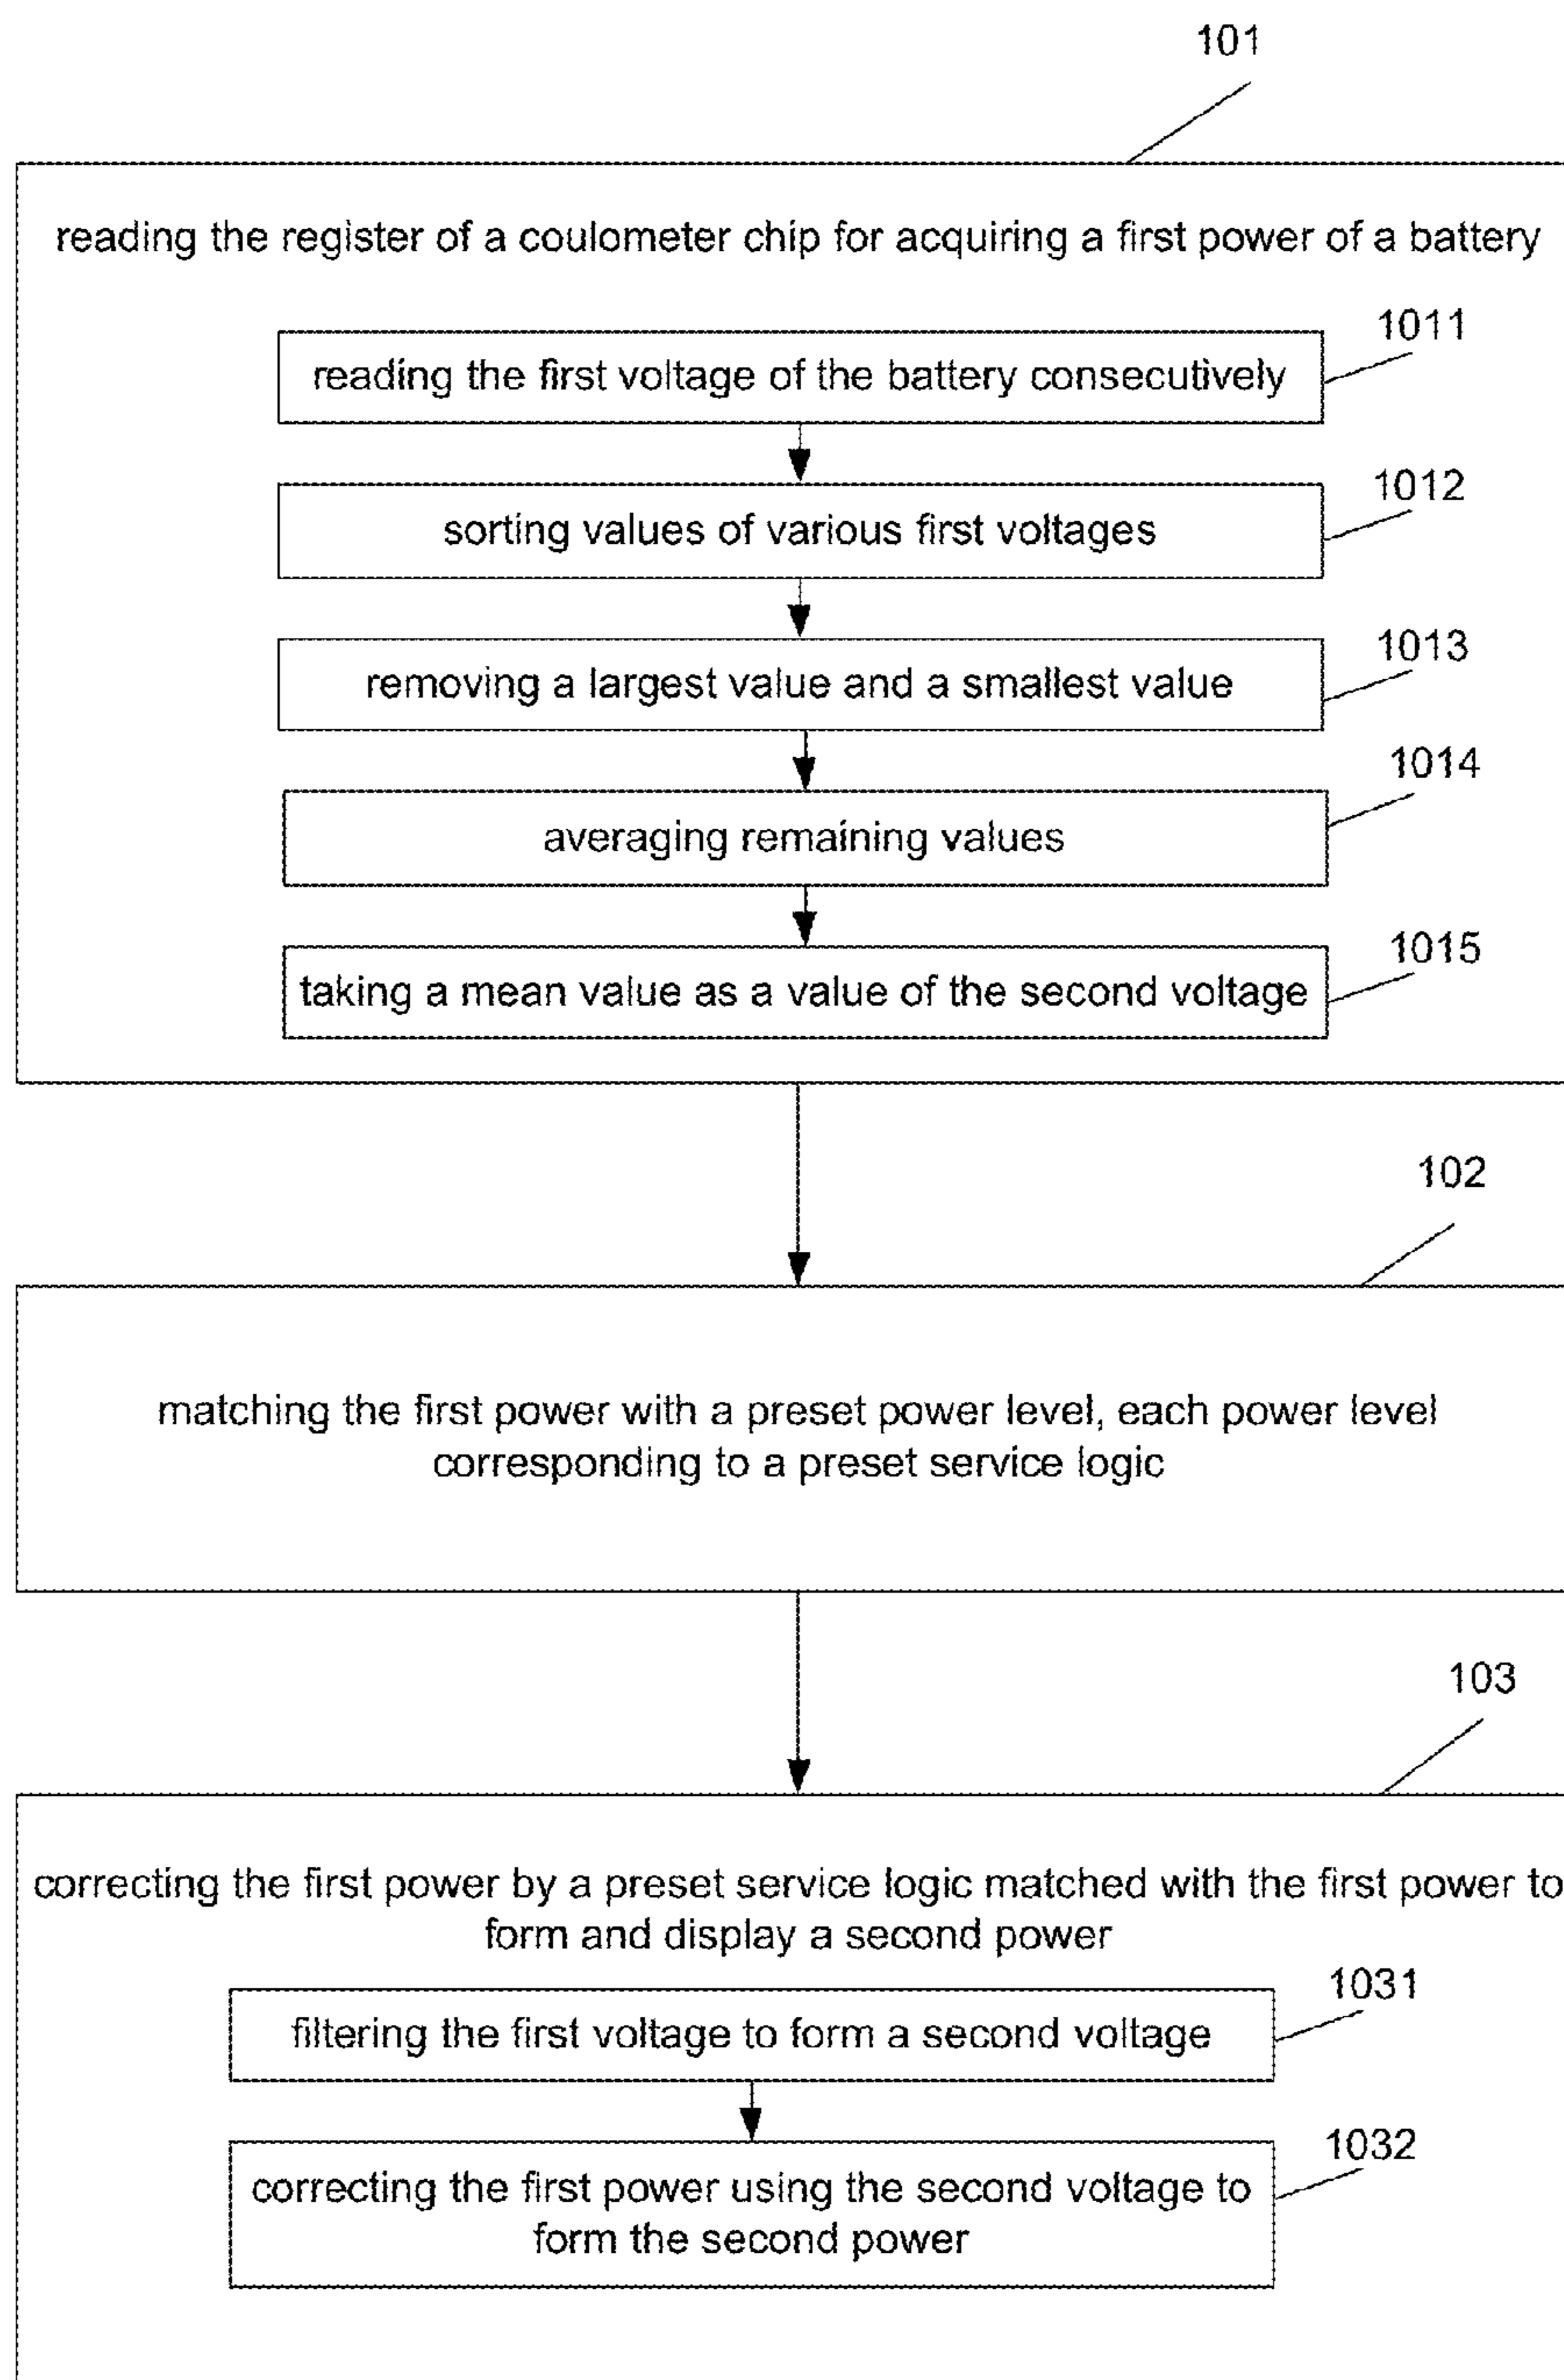 101
reading the register of a coulometer chip for acquiring a first power of a battery
1011
reading the first voltage of the battery consecutively
1012
sorting values of various first voltages
1013
removing a largest value and a smallest value
1014
averaging remaining values
1015
taking a mean value as a value of the second voltage
102
matching the first power with a preset power level, each power level
corresponding to a preset service logic
103
correcting the first power by a preset service logic matched with the first power to
form and display a second power
1031
filtering the first voltage to form a second voltage
1032
correcting the first power using the second voltage to
form the second power